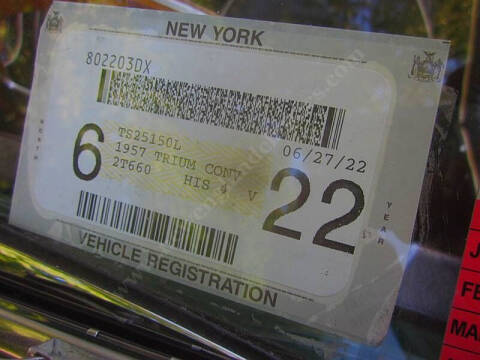 NEW YORK
802203DX
MONTH
6
TS25150L
06/27/22
1957 TRIUM CONV
2T660 HIS 4 V
22
YEAR
VEHICLE REGISTRATION
J
FE
MA